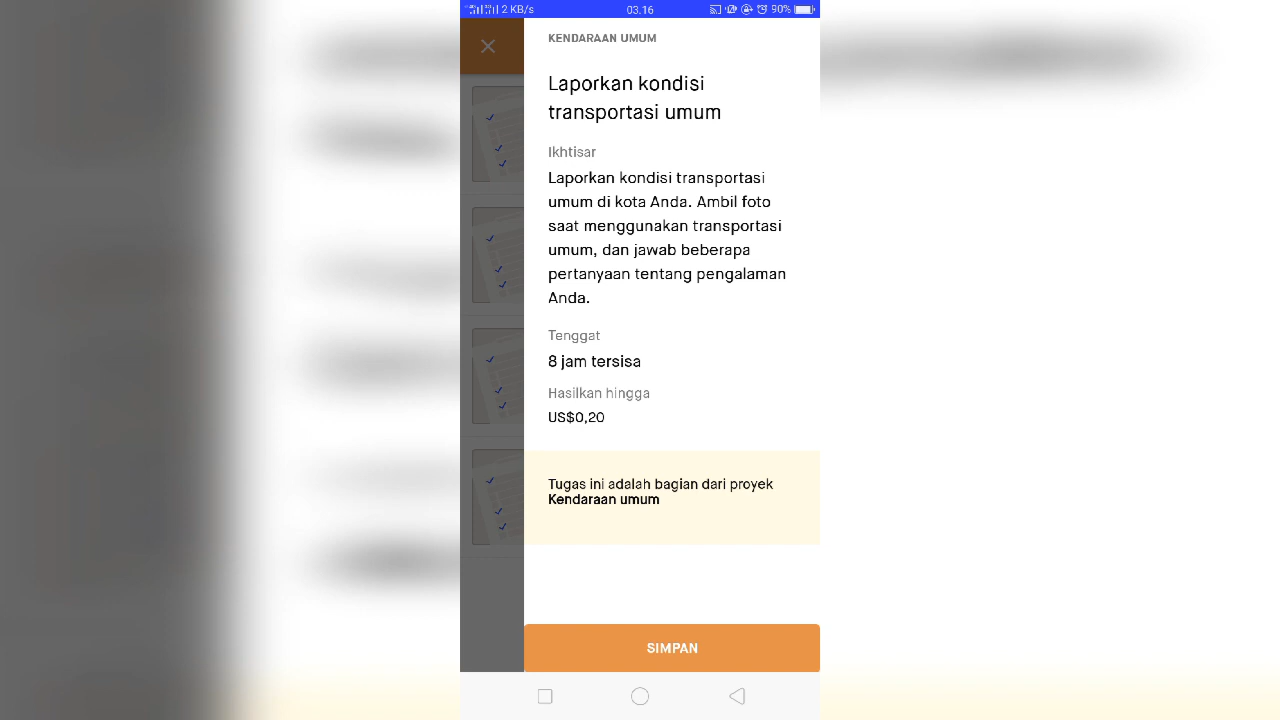 2 KB/s 03.16 90%
KENDARAAN UMUM
Laporkan kondisi
transportasi umum
Ikhtisar
Laporkan kondisi transportasi
umum di kota Anda. Ambil foto
saat menggunakan transportasi
umum, dan jawab beberapa
pertanyaan tentang pengalaman
Anda.
Tenggat
8 jam tersisa
Hasilkan hingga
US$0,20
Tugas ini adalah bagian dari proyek
Kendaraan umum
SIMPAN